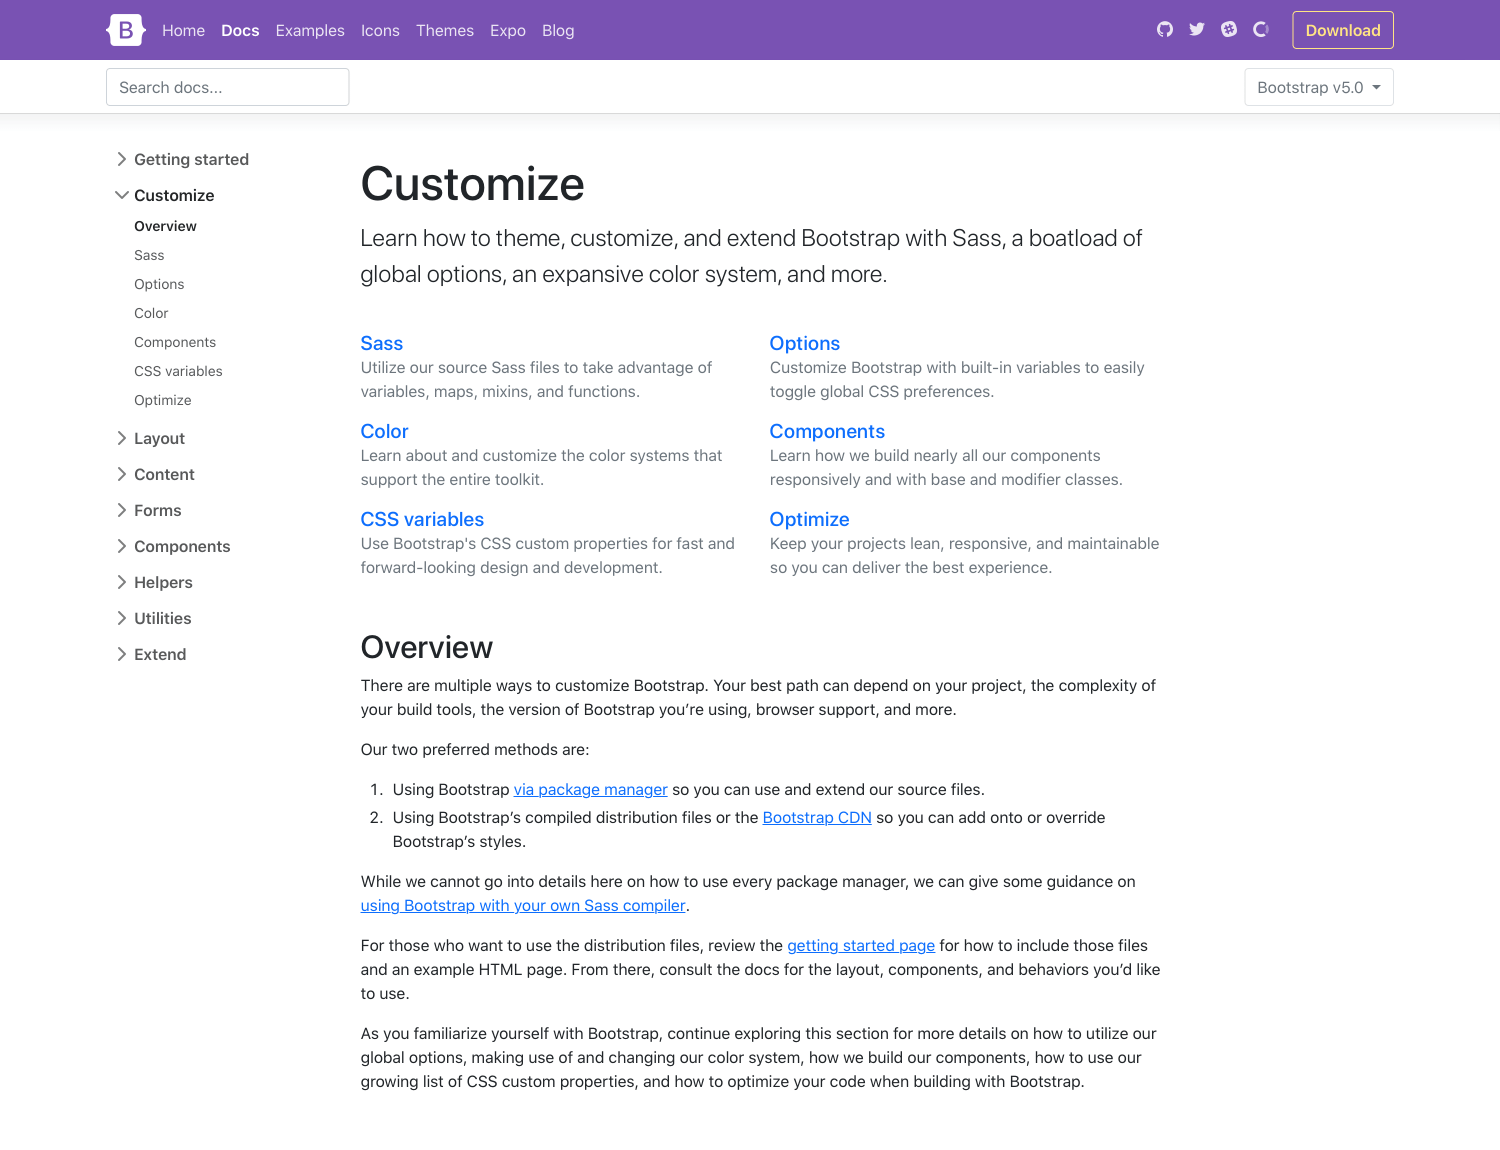 B Home Docs Examples Icons Themes Expo Blog Download
Search docs... Bootstrap v5.0
Getting started
Customize
Overview
Sass
Options
Color
Components
CSS variables
Optimize
Layout
Content
Forms
Components
Helpers
Utilities
Extend
Customize
Learn how to theme, customize, and extend Bootstrap with Sass, a boatload of
global options, an expansive color system, and more.
Sass
Utilize our source Sass files to take advantage of
variables, maps, mixins, and functions.
Options
Customize Bootstrap with built-in variables to easily
toggle global CSS preferences.
Color
Learn about and customize the color systems that
support the entire toolkit.
Components
Learn how we build nearly all our components
responsively and with base and modifier classes.
CSS variables
Use Bootstrap's CSS custom properties for fast and
forward-looking design and development.
Optimize
Keep your projects lean, responsive, and maintainable
so you can deliver the best experience.
Overview
There are multiple ways to customize Bootstrap. Your best path can depend on your project, the complexity of
your build tools, the version of Bootstrap you’re using, browser support, and more.
Our two preferred methods are:
1. Using Bootstrap via package manager so you can use and extend our source files.
2. Using Bootstrap’s compiled distribution files or the Bootstrap CDN so you can add onto or override
Bootstrap’s styles.
While we cannot go into details here on how to use every package manager, we can give some guidance on
using Bootstrap with your own Sass compiler.
For those who want to use the distribution files, review the getting started page for how to include those files
and an example HTML page. From there, consult the docs for the layout, components, and behaviors you’d like
to use.
As you familiarize yourself with Bootstrap, continue exploring this section for more details on how to utilize our
global options, making use of and changing our color system, how we build our components, how to use our
growing list of CSS custom properties, and how to optimize your code when building with Bootstrap.